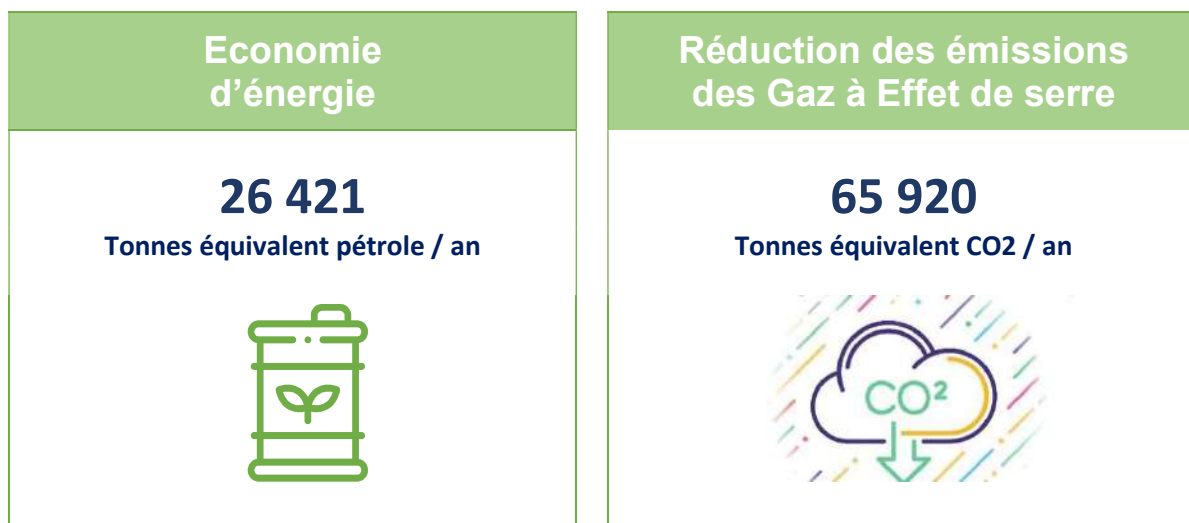 Economie
d’énergie
26 421
Tonnes équivalent pétrole / an
Réduction des émissions
des Gaz à Effet de serre
65 920
Tonnes équivalent CO2 / an
CO²